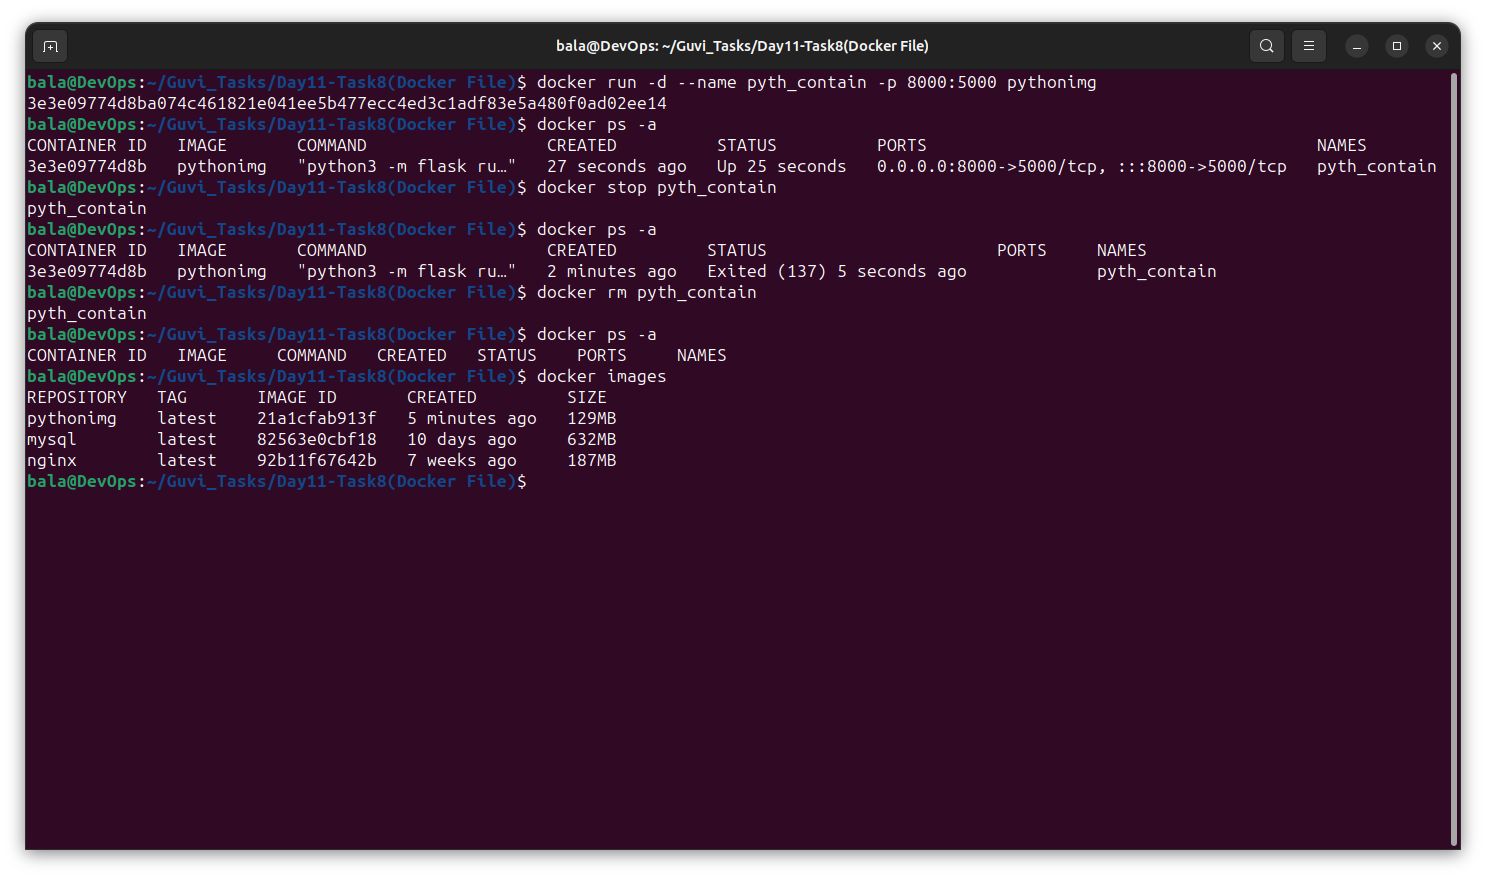 bala@DevOps: ~/Guvi_Tasks/Day11-Task8(Docker File)
bala@DevOps:~/Guvi_Tasks/Day11-Task8(Docker File)$ docker run -d --name pyth_contain -p 8000:5000 pythonimg
3e3e09774d8ba074c461821e041ee5b477ecc4ed3c1adf83e5a480f0ad02ee14
bala@DevOps:~/Guvi_Tasks/Day11-Task8(Docker File)$ docker ps -a
CONTAINER ID   IMAGE       COMMAND                  CREATED          STATUS          PORTS                                       NAMES
3e3e09774d8b   pythonimg   "python3 -m flask ru…"   27 seconds ago   Up 25 seconds   0.0.0.0:8000->5000/tcp, :::8000->5000/tcp   pyth_contain
bala@DevOps:~/Guvi_Tasks/Day11-Task8(Docker File)$ docker stop pyth_contain
pyth_contain
bala@DevOps:~/Guvi_Tasks/Day11-Task8(Docker File)$ docker ps -a
CONTAINER ID   IMAGE       COMMAND                  CREATED         STATUS                       PORTS     NAMES
3e3e09774d8b   pythonimg   "python3 -m flask ru…"   2 minutes ago   Exited (137) 5 seconds ago             pyth_contain
bala@DevOps:~/Guvi_Tasks/Day11-Task8(Docker File)$ docker rm pyth_contain
pyth_contain
bala@DevOps:~/Guvi_Tasks/Day11-Task8(Docker File)$ docker ps -a
CONTAINER ID   IMAGE     COMMAND   CREATED   STATUS    PORTS     NAMES
bala@DevOps:~/Guvi_Tasks/Day11-Task8(Docker File)$ docker images
REPOSITORY   TAG       IMAGE ID       CREATED         SIZE
pythonimg    latest    21a1cfab913f   5 minutes ago   129MB
mysql        latest    82563e0cbf18   10 days ago     632MB
nginx        latest    92b11f67642b   7 weeks ago     187MB
bala@DevOps:~/Guvi_Tasks/Day11-Task8(Docker File)$